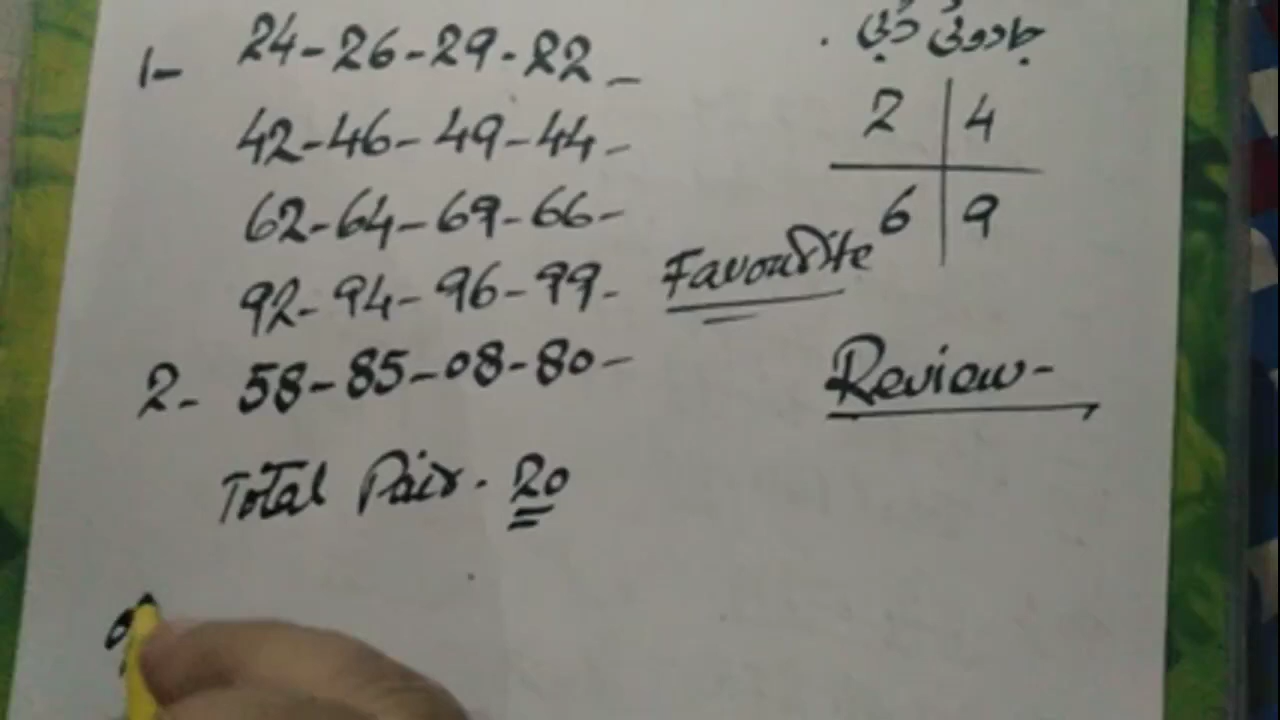 1- 24-26-29-22-
42-46-49-44-
62-64-69-66-
92-94-96-99-
2- 58-85-08-80-
Total Pair. 20
جادوئی ڈبی
2 4
6 9
Favourite
Review-